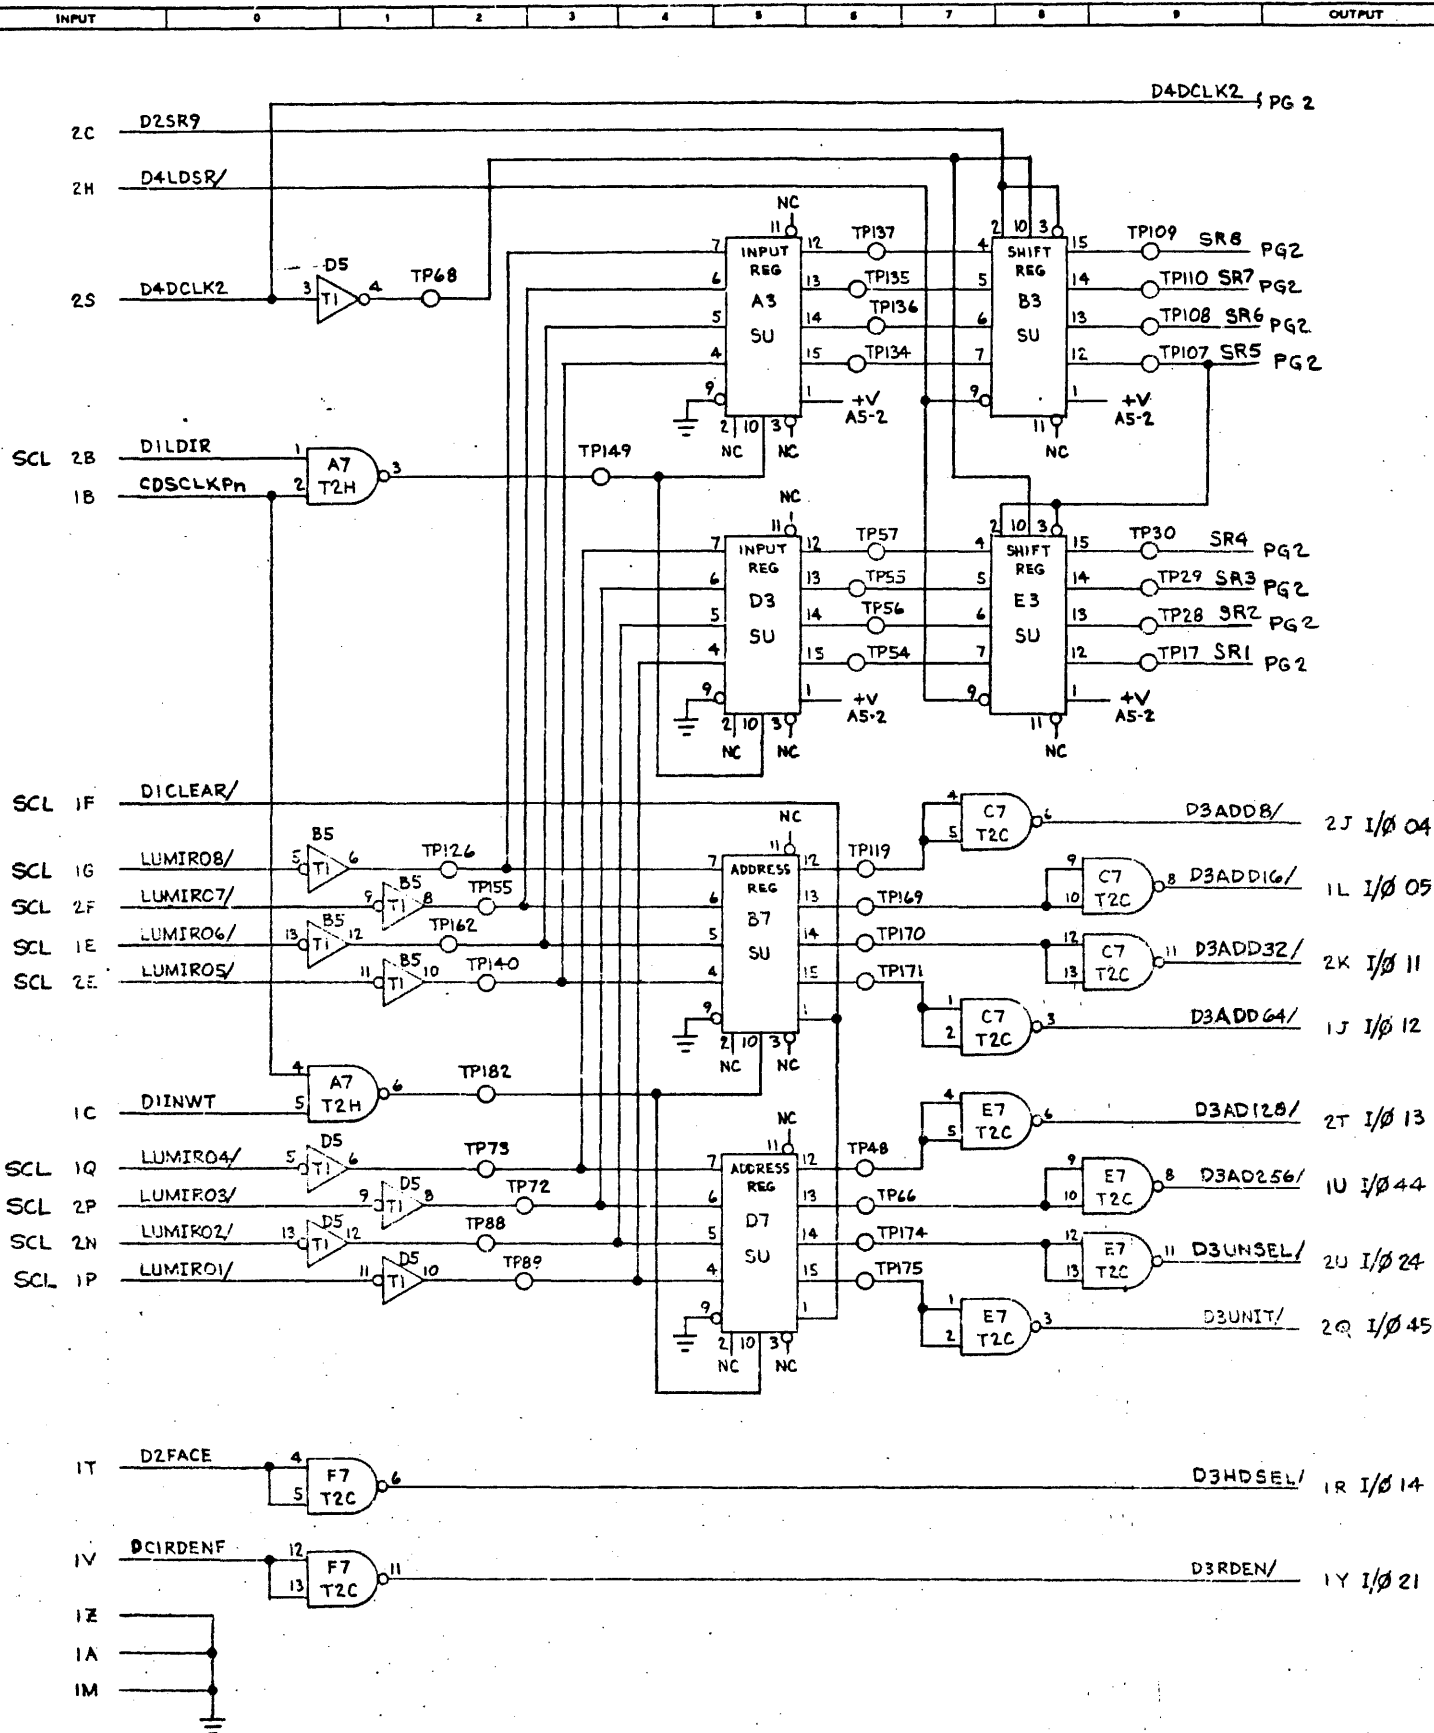 INPUT 0 1 2 3 4 5 6 7 8 9 OUTPUT
D4DCLK2 PG 2
2C D2SR9
2H D4LDSR/
NC
11 2 10 3
7 INPUT REG A3 SU 12 TP137 4 SHIFT REG B3 SU 15 TP109 SR8 PG2
6 13 TP135 5 14 TP110 SR7 PG2
5 14 TP136 6 13 TP108 SR6 PG2
4 15 TP134 7 12 TP107 SR5 PG2
2S D4DCLK2 3 D5 T1 4 TP68
9 1 +V A5-2 9 1 +V A5-2
2 10 3 11
NC NC NC
SCL 2B D1LDIR 1 A7 T2H 3 TP149
1B CDSCLKPn 2
NC
11 2 10 3
7 INPUT REG D3 SU 12 TP57 4 SHIFT REG E3 SU 15 TP30 SR4 PG2
6 13 TP55 5 14 TP29 SR3 PG2
5 14 TP56 6 13 TP28 SR2 PG2
4 15 TP54 7 12 TP17 SR1 PG2
9 1 +V A5-2 9 1 +V A5-2
2 10 3 11
NC NC NC
SCL 1F D1CLEAR/
NC
11
SCL 1G LUMIR08/ 5 B5 T1 6 TP126 7 ADDRESS REG B7 SU 12 TP119 4 5 C7 T2C 6 D3ADD8/ 2J I/Ø 04
SCL 2F LUMIRC7/ 9 B5 T1 8 TP155 6 13 TP169 9 10 C7 T2C 8 D3ADD16/ 1L I/Ø 05
SCL 1E LUMIR06/ 13 B5 T1 12 TP162 5 14 TP170 12 13 C7 T2C 11 D3ADD32/ 2K I/Ø 11
SCL 2E LUMIR05/ 11 B5 T1 10 TP140 4 15 TP171 1 2 C7 T2C 3 D3ADD64/ 1J I/Ø 12
9 1
2 10 3
NC NC
4 A7 T2H 6 TP182
1C D1INWT 5
NC
11
SCL 1Q LUMIR04/ 5 D5 T1 6 TP73 7 ADDRESS REG D7 SU 12 TP48 4 5 E7 T2C 6 D3AD128/ 2T I/Ø 13
SCL 2P LUMIR03/ 9 D5 T1 8 TP72 6 13 TP66 9 10 E7 T2C 8 D3AD256/ 1U I/Ø 44
SCL 2N LUMIR02/ 13 D5 T1 12 TP88 5 14 TP174 12 13 E7 T2C 11 D3UNSEL/ 2U I/Ø 24
SCL 1P LUMIR01/ 11 D5 T1 10 TP89 4 15 TP175 1 2 E7 T2C 3 D3UNIT/ 2Q I/Ø 45
9 1
2 10 3
NC NC
1T D2FACE 4 5 F7 T2C 6 D3HDSEL/ 1R I/Ø 14
1V DC1RDENF 12 13 F7 T2C 11 D3RDEN/ 1Y I/Ø 21
1Z
1A
1M